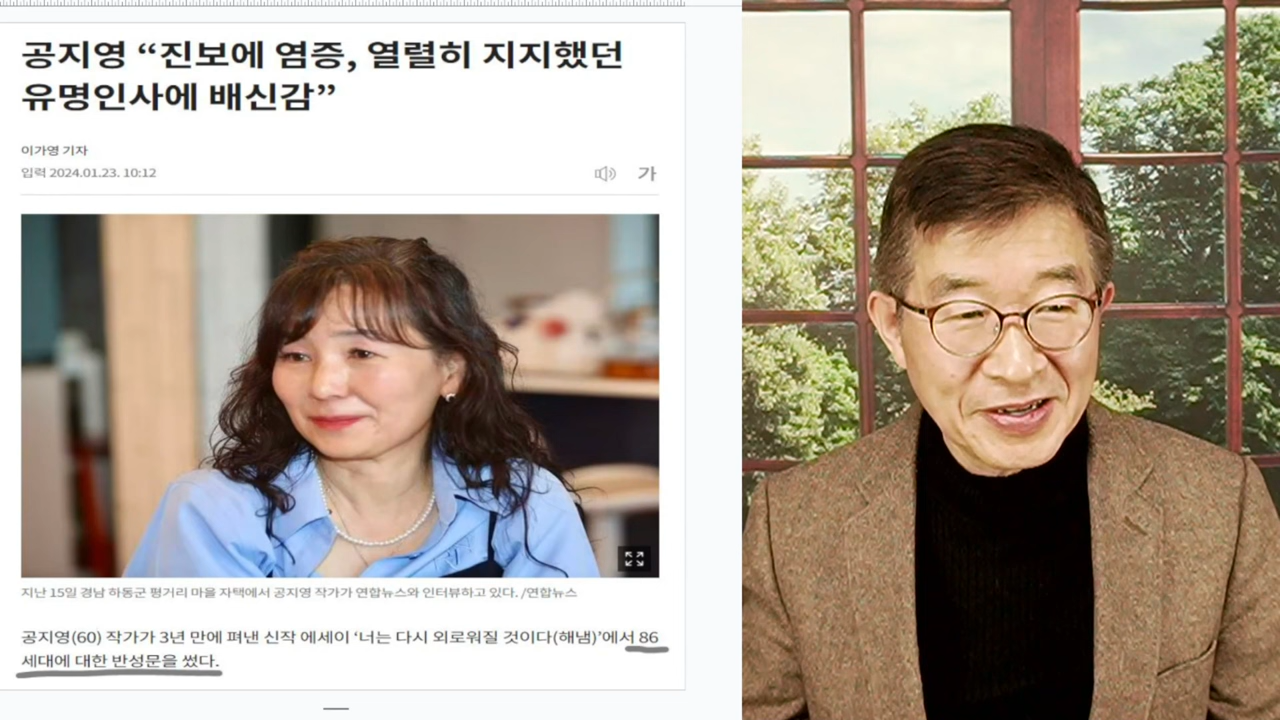 공지영 “진보에 염증, 열렬히 지지했던
유명인사에 배신감”
이가영 기자
입력 2024.01.23. 10:12
가
지난 15일 경남 하동군 평거리 마을 자택에서 공지영 작가가 연합뉴스와 인터뷰하고 있다. /연합뉴스
공지영(60) 작가가 3년 만에 펴낸 신작 에세이 ‘너는 다시 외로워질 것이다(해냄)’에서 86
세대에 대한 반성문을 썼다.